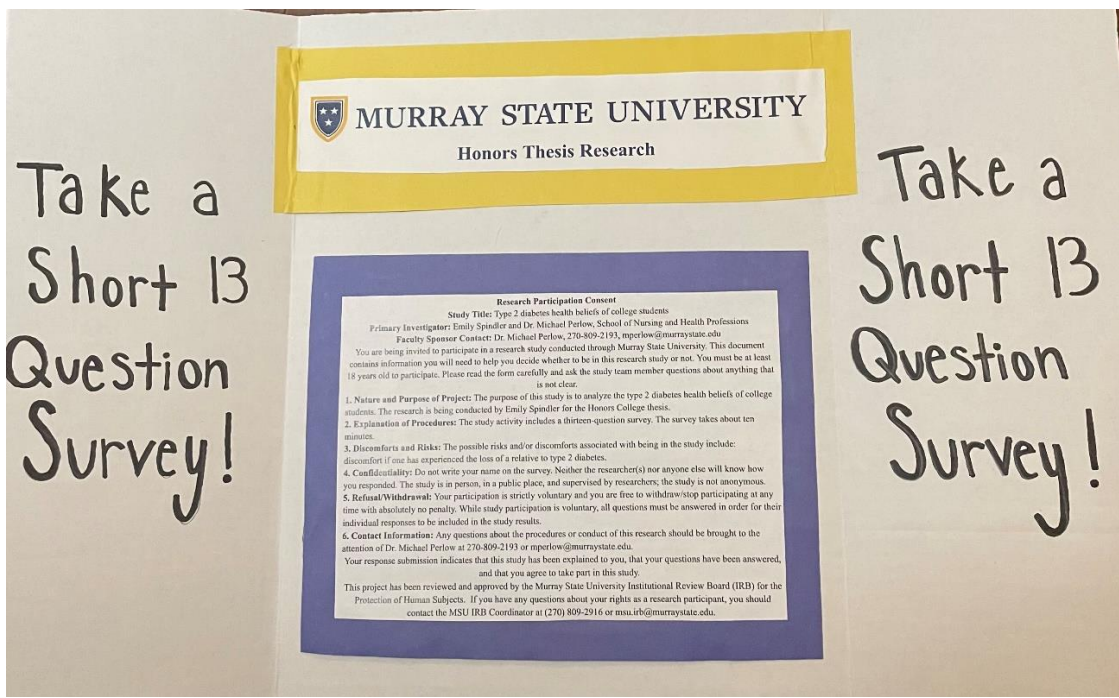 Take a
Short 13
Question
Survey!
MURRAY STATE UNIVERSITY
Honors Thesis Research
Research Participation Consent
Study Title: Type 2 diabetes health beliefs of college students
Primary Investigator: Emily Spindler and Dr. Michael Perlow, School of Nursing and Health Professions
Faculty Sponsor Contact: Dr. Michael Perlow, 270-809-2193, mperlow@murraystate.edu
You are being invited to participate in a research study conducted through Murray State University. This document
contains information you will need to help you decide whether to be in this research study or not. You must be at least
18 years old to participate. Please read the form carefully and ask the study team member questions about anything that
is not clear.
1. Nature and Purpose of Project: The purpose of this study is to analyze the type 2 diabetes health beliefs of college
students. The research is being conducted by Emily Spindler for the Honors College thesis.
2. Explanation of Procedures: The study activity includes a thirteen-question survey. The survey takes about ten
minutes.
3. Discomforts and Risks: The possible risks and/or discomforts associated with being in the study include:
discomfort if one has experienced the loss of a relative to type 2 diabetes.
4. Confidentiality: Do not write your name on the survey. Neither the researcher(s) nor anyone else will know how
you responded. The study is in person, in a public place, and supervised by researchers; the study is not anonymous.
5. Refusal/Withdrawal: Your participation is strictly voluntary and you are free to withdraw/stop participating at any
time with absolutely no penalty. While study participation is voluntary, all questions must be answered in order for their
individual responses to be included in the study results.
6. Contact Information: Any questions about the procedures or conduct of this research should be brought to the
attention of Dr. Michael Perlow at 270-809-2193 or mperlow@murraystate.edu.
Your response submission indicates that this study has been explained to you, that your questions have been answered,
and that you agree to take part in this study.
This project has been reviewed and approved by the Murray State University Institutional Review Board (IRB) for the
Protection of Human Subjects. If you have any questions about your rights as a research participant, you should
contact the MSU IRB Coordinator at (270) 809-2916 or msu.irb@murraystate.edu.
Take a
Short 13
Question
Survey!